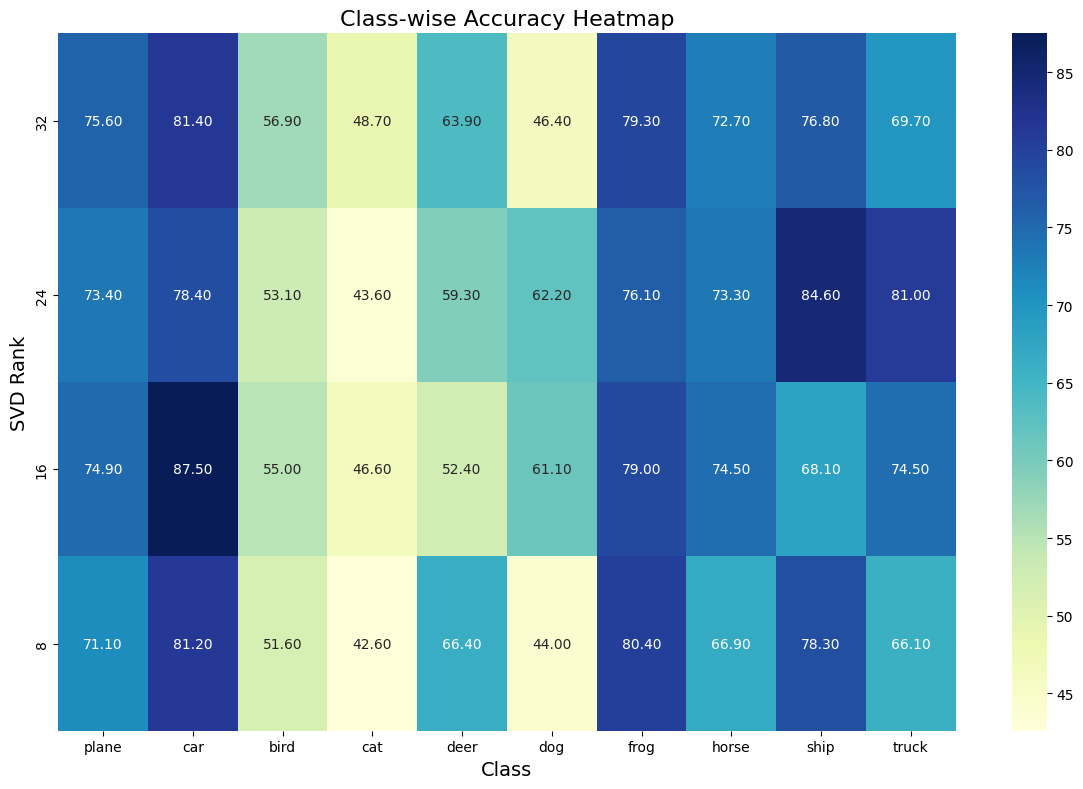 Class-wise Accuracy Heatmap
SVD Rank
32 75.60 81.40 56.90 48.70 63.90 46.40 79.30 72.70 76.80 69.70
24 73.40 78.40 53.10 43.60 59.30 62.20 76.10 73.30 84.60 81.00
16 74.90 87.50 55.00 46.60 52.40 61.10 79.00 74.50 68.10 74.50
8 71.10 81.20 51.60 42.60 66.40 44.00 80.40 66.90 78.30 66.10
plane car bird cat deer dog frog horse ship truck
Class
85
80
75
70
65
60
55
50
45